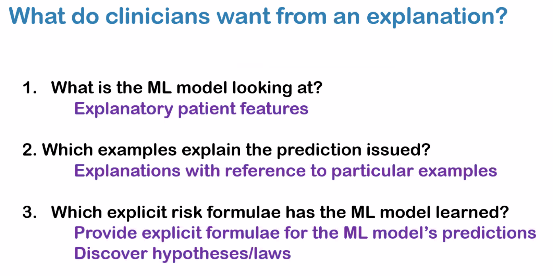 What do clinicians want from an explanation?
1. What is the ML model looking at?
Explanatory patient features
2. Which examples explain the prediction issued?
Explanations with reference to particular examples
3. Which explicit risk formulae has the ML model learned?
Provide explicit formulae for the ML model's predictions
Discover hypotheses/laws